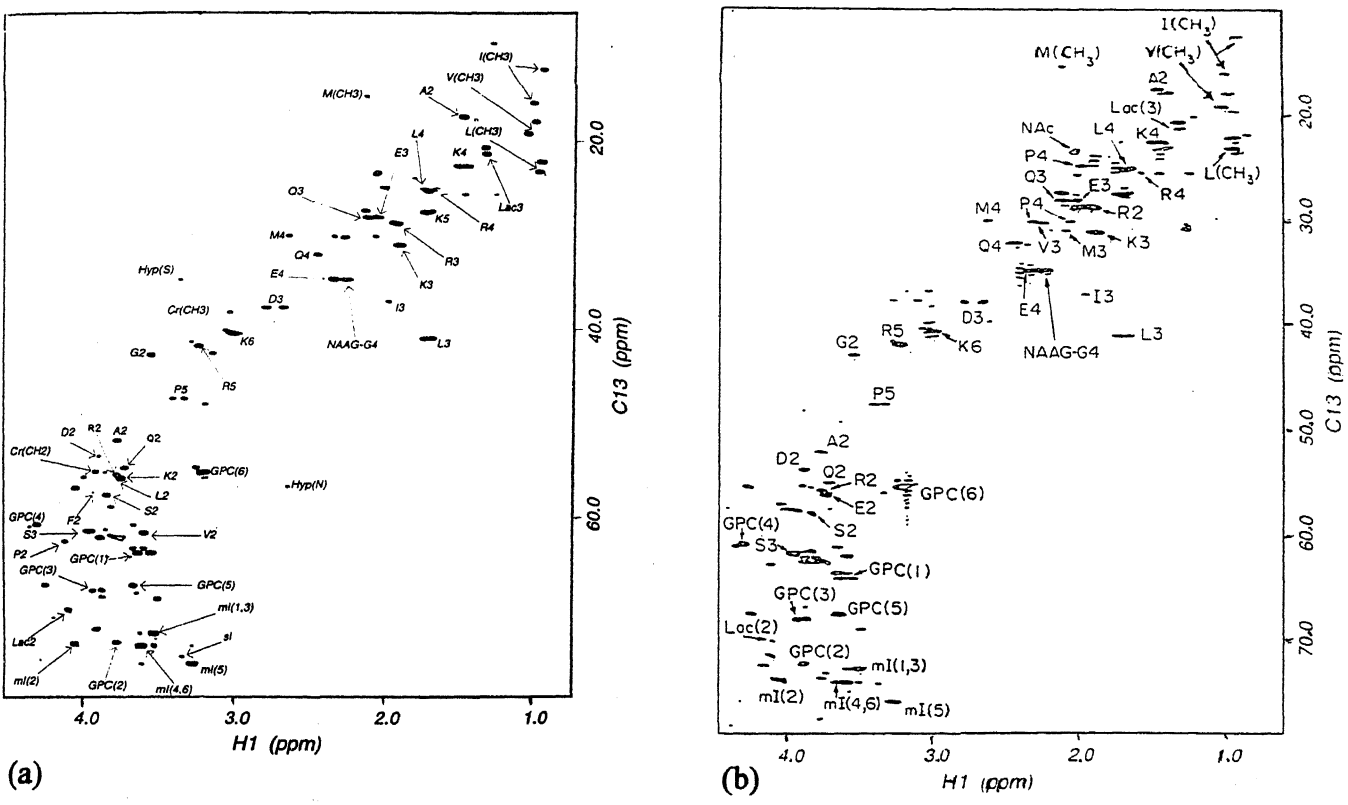 I(CH3)
V(CH3)
M(CH3)
A2
L4
L(CH3)
E3
K4
Q3
Lac3
K5
R4
M4
Q4
R3
Hyp(S)
E4
K3
D3
I3
Cr(CH3)
K6
NAAG-G4
L3
G2
R5
P5
R2
A2
D2
Q2
Cr(CH2)
GPC(6)
K2
L2
Hyp(N)
S2
GPC(4)
F2
S3
V2
P2
GPC(1)
GPC(3)
GPC(5)
mI(1,3)
Lac2
sI
mI(5)
mI(2)
GPC(2)
mI(4,6)
20.0
40.0
60.0
C13 (ppm)
4.0 3.0 2.0 1.0
H1 (ppm)
(a)
I(CH3)
M(CH3)
V(CH3)
A2
Lac(3)
NAc
L4
K4
P4
L(CH3)
Q3
E3
R4
M4
P4
R2
Q4
V3
M3
K3
E4
I3
D3
R5
K6
NAAG-G4
L3
G2
P5
A2
D2
Q2
R2
GPC(6)
E2
GPC(4)
S2
S3
GPC(1)
GPC(3)
GPC(5)
Lac(2)
GPC(2)
mI(1,3)
mI(2)
mI(4,6)
mI(5)
20.0
30.0
40.0
50.0
60.0
70.0
C13 (ppm)
4.0 3.0 2.0 1.0
H1 (ppm)
(b)